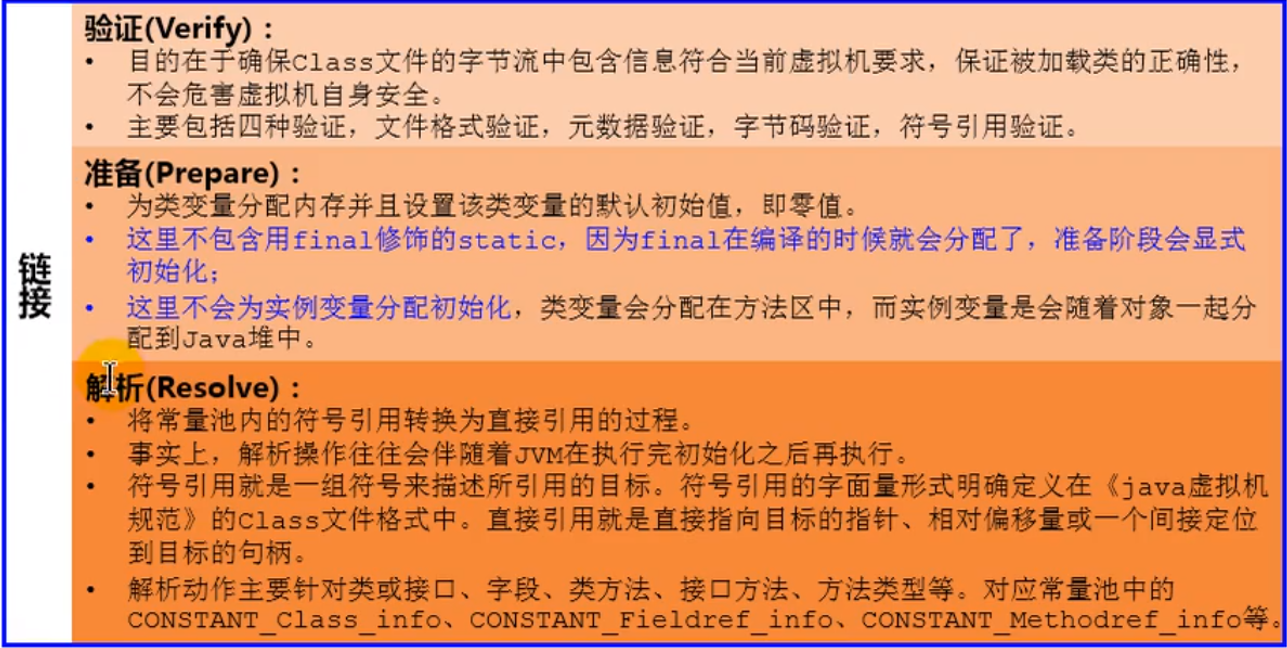 链接
验证(Verify)：
• 目的在于确保Class文件的字节流中包含信息符合当前虚拟机要求，保证被加载类的正确性，
不会危害虚拟机自身安全。
• 主要包括四种验证，文件格式验证，元数据验证，字节码验证，符号引用验证。
准备(Prepare)：
• 为类变量分配内存并且设置该类变量的默认初始值，即零值。
• 这里不包含用final修饰的static，因为final在编译的时候就会分配了，准备阶段会显式
初始化；
• 这里不会为实例变量分配初始化，类变量会分配在方法区中，而实例变量是会随着对象一起分
配到Java堆中。
解析(Resolve)：
• 将常量池内的符号引用转换为直接引用的过程。
• 事实上，解析操作往往会伴随着JVM在执行完初始化之后再执行。
• 符号引用就是一组符号来描述所引用的目标。符号引用的字面量形式明确定义在《java虚拟机
规范》的Class文件格式中。直接引用就是直接指向目标的指针、相对偏移量或一个间接定位
到目标的句柄。
• 解析动作主要针对类或接口、字段、类方法、接口方法、方法类型等。对应常量池中的
CONSTANT_Class_info、CONSTANT_Fieldref_info、CONSTANT_Methodref_info等。